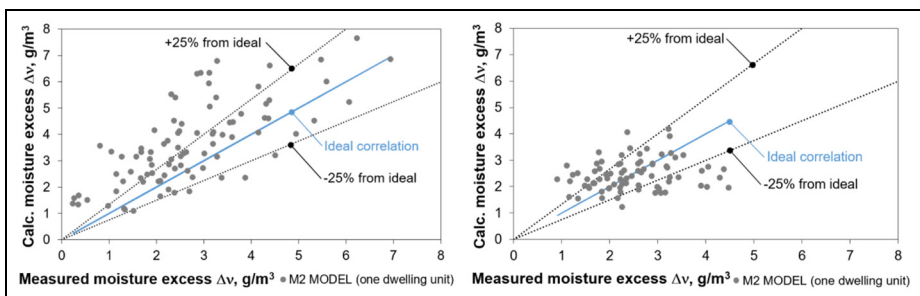 Calc. moisture excess Δν, g/m³
8
7
6
5
4
3
2
1
0
+25% from ideal
Ideal correlation
-25% from ideal
0 1 2 3 4 5 6 7 8
Measured moisture excess Δν, g/m³ M2 MODEL (one dwelling unit)
Calc. moisture excess Δν, g/m³
8
7
6
5
4
3
2
1
0
+25% from ideal
Ideal correlation
-25% from ideal
0 1 2 3 4 5 6 7 8
Measured moisture excess Δν, g/m³ M2 MODEL (one dwelling unit)